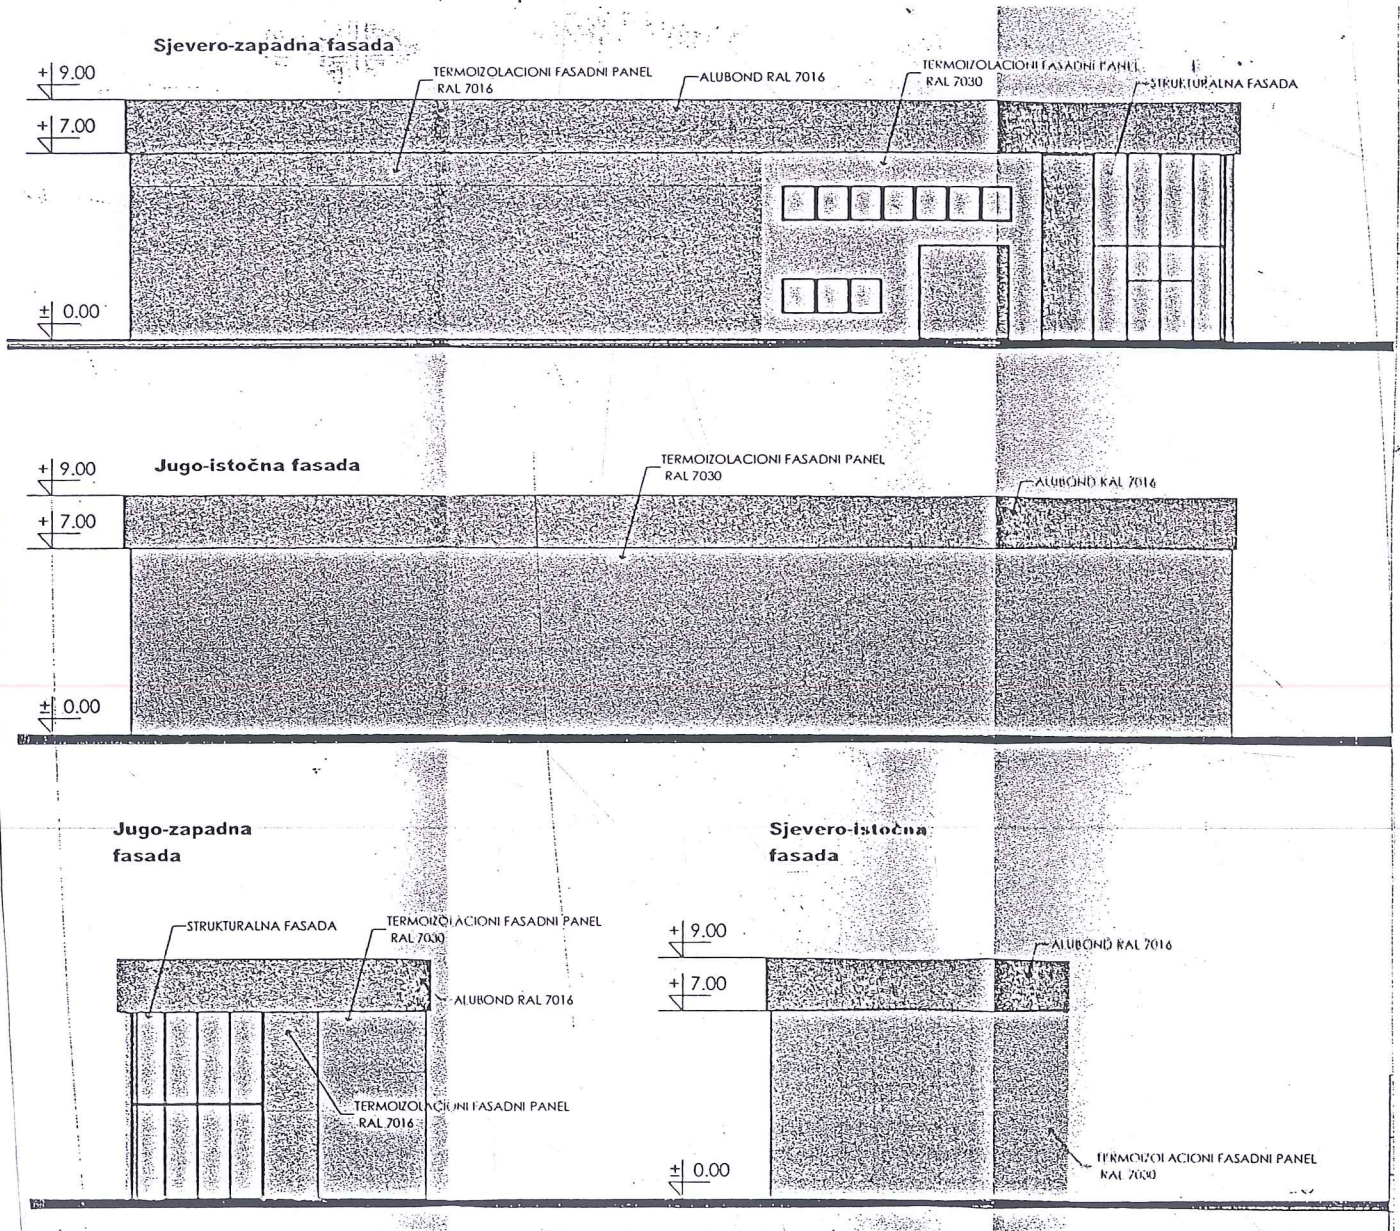 Sjevero-zapadna fasada
+ 9.00
+ 7.00
± 0.00
TERMOIZOLACIONI FASADNI PANEL
RAL 7016
ALUBOND RAL 7016
TERMOIZOLACIONI FASADNI PANEL
RAL 7030
STRUKTURALNA FASADA
Jugo-istočna fasada
+ 9.00
+ 7.00
± 0.00
TERMOIZOLACIONI FASADNI PANEL
RAL 7030
ALUBOND RAL 7016
Jugo-zapadna
fasada
STRUKTURALNA FASADA
TERMOIZOLACIONI FASADNI PANEL
RAL 7030
ALUBOND RAL 7016
TERMOIZOLACIONI FASADNI PANEL
RAL 7016
Sjevero-istočna
fasada
+ 9.00
+ 7.00
± 0.00
ALUBOND RAL 7016
TERMOIZOLACIONI FASADNI PANEL
RAL 7030